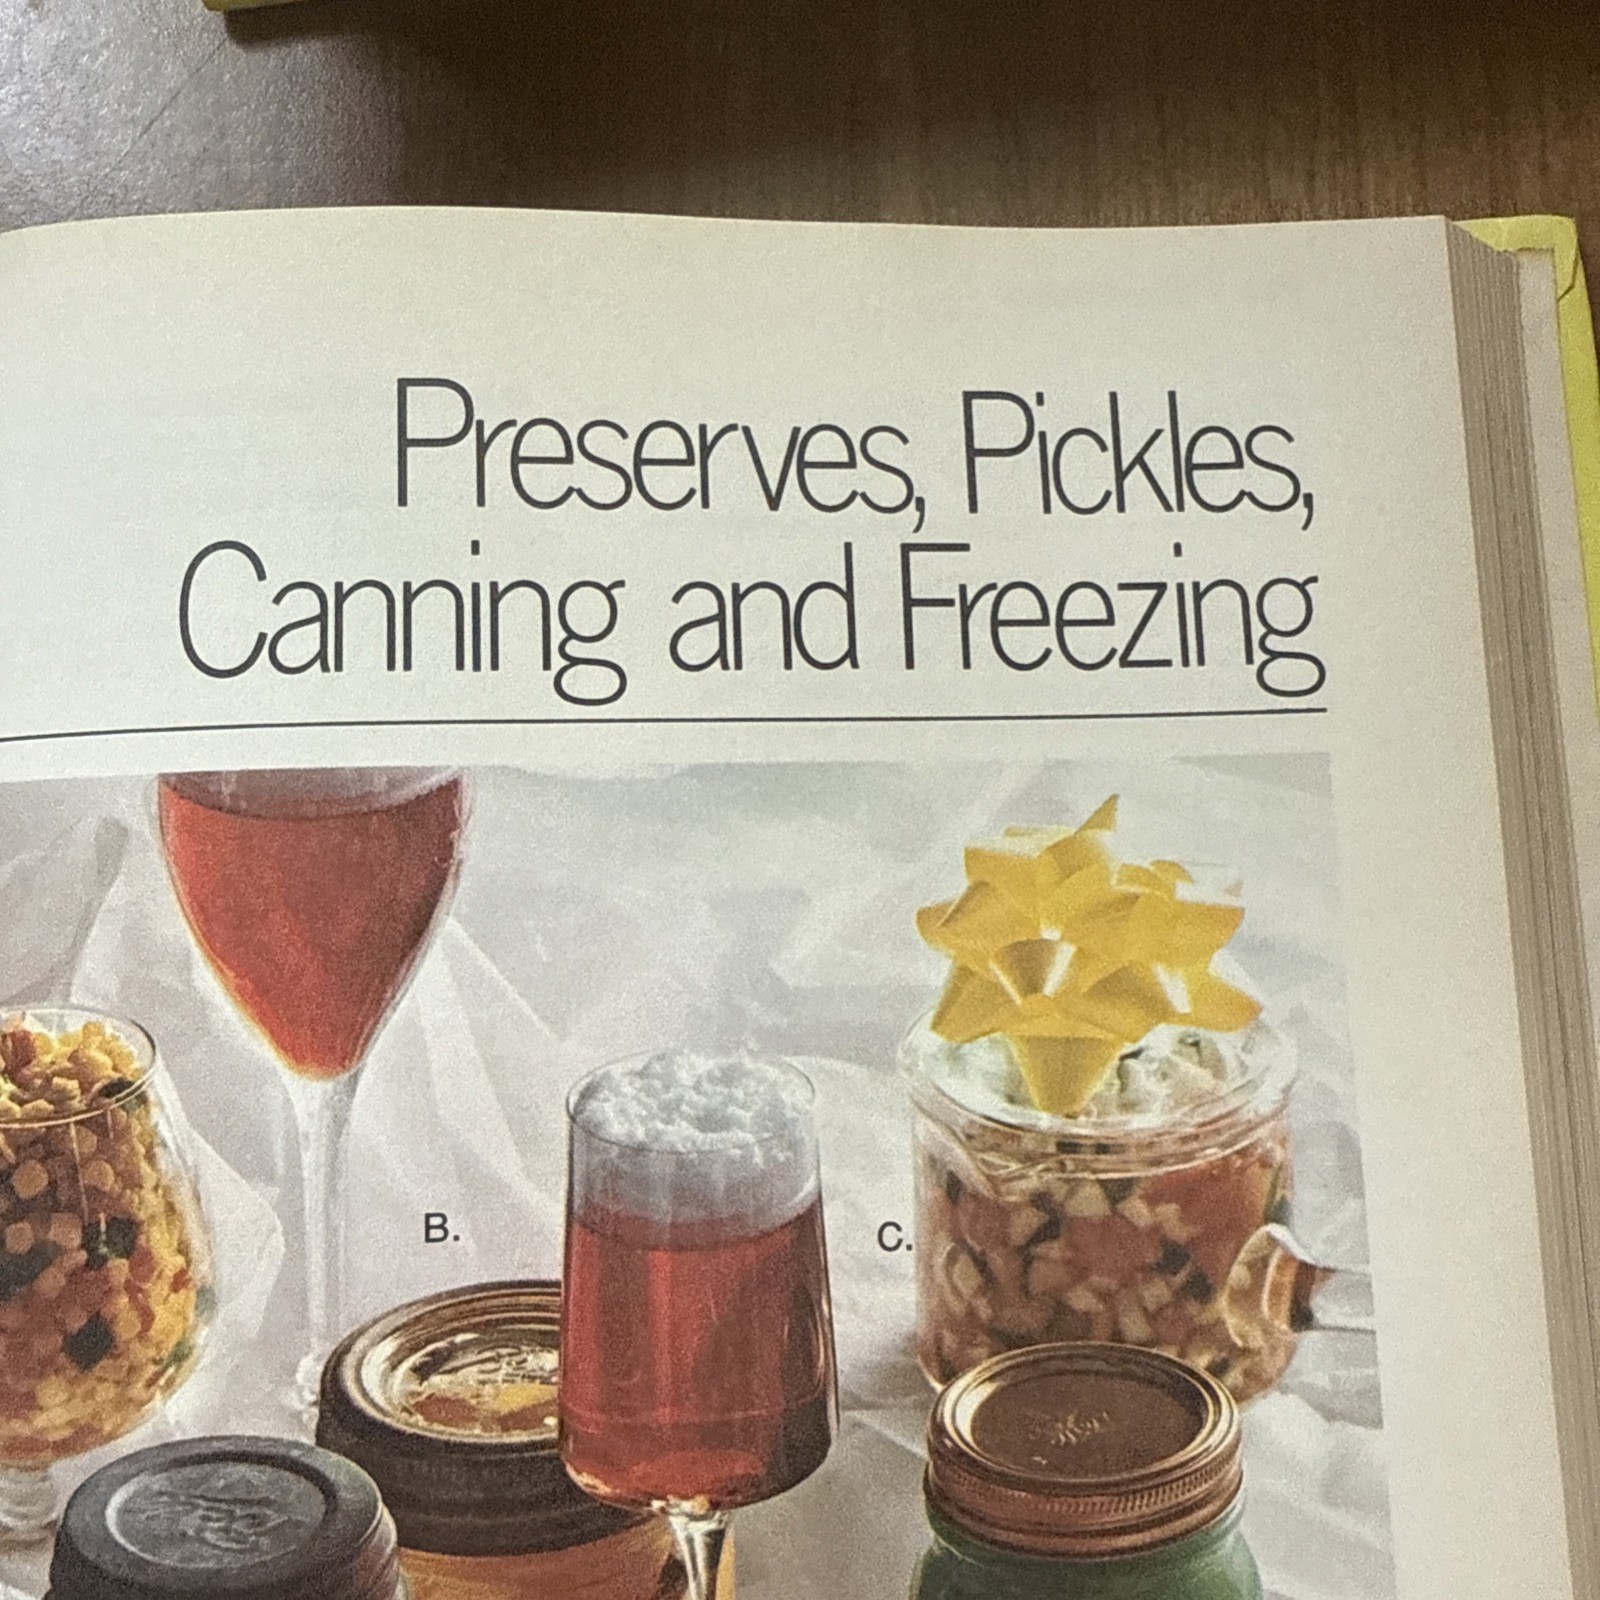 Preserves, Pickles,
Canning and Freezing
B.
C.